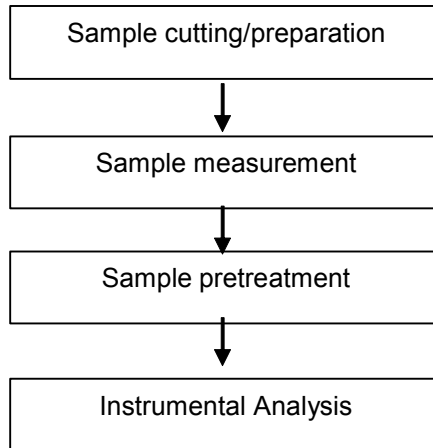 Sample cutting/preparation
Sample measurement
Sample pretreatment
Instrumental Analysis